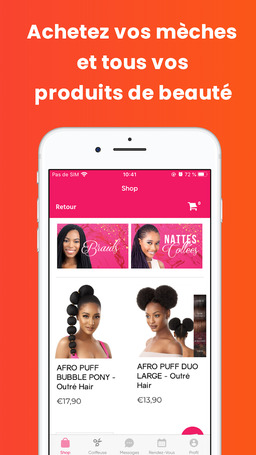 Achetez vos mèches
et tous vos
produits de beauté
Pas de SIM
10:41
72 %
Shop
Retour
0
Braids
NATTES
Collées
AFRO PUFF
BUBBLE PONY -
Outré Hair
€17,90
AFRO PUFF DUO
LARGE - Outré
Hair
€13,90
Shop
Coiffeuse
Messages
Rendez-Vous
Profil